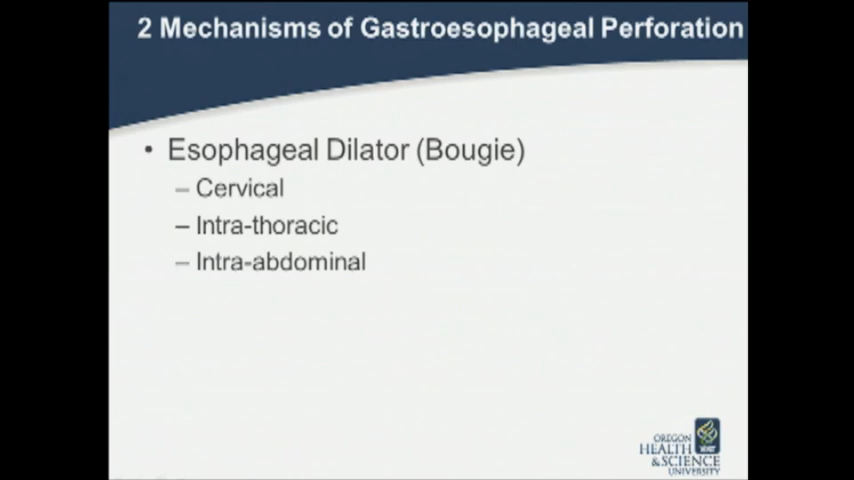 2 Mechanisms of Gastroesophageal Perforation
• Esophageal Dilator (Bougie)
– Cervical
– Intra-thoracic
– Intra-abdominal
OREGON
HEALTH
& SCIENCE
UNIVERSITY